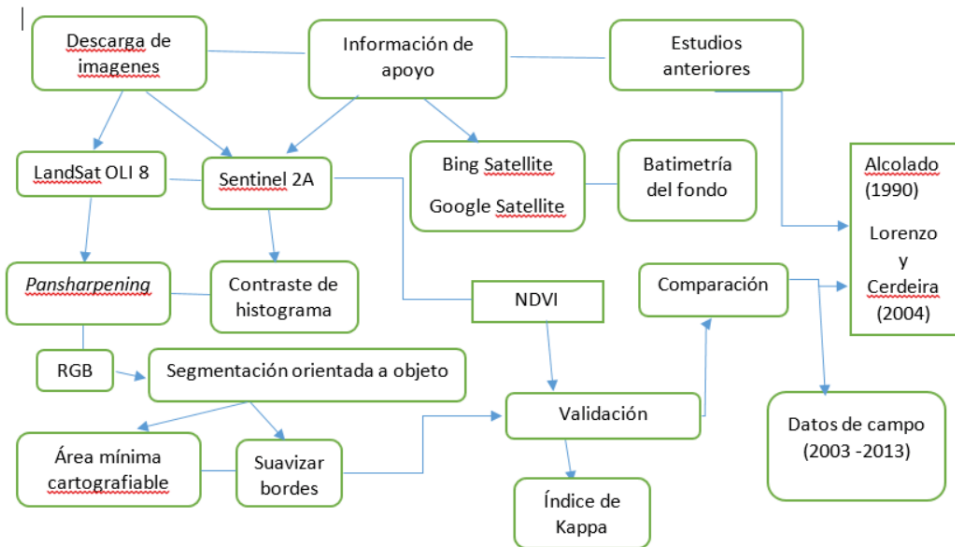 Descarga de
imagenes
Información de
apoyo
Estudios
anteriores
LandSat OLI 8
Sentinel 2A
Bing Satellite
Google Satellite
Batimetría
del fondo
Alcolado
(1990)
Lorenzo
y
Cerdeira
(2004)
Pansharpening
Contraste de
histograma
NDVI
Comparación
RGB
Segmentación orientada a objeto
Validación
Datos de campo
(2003 -2013)
Área mínima
cartografiable
Suavizar
bordes
Índice de
Kappa